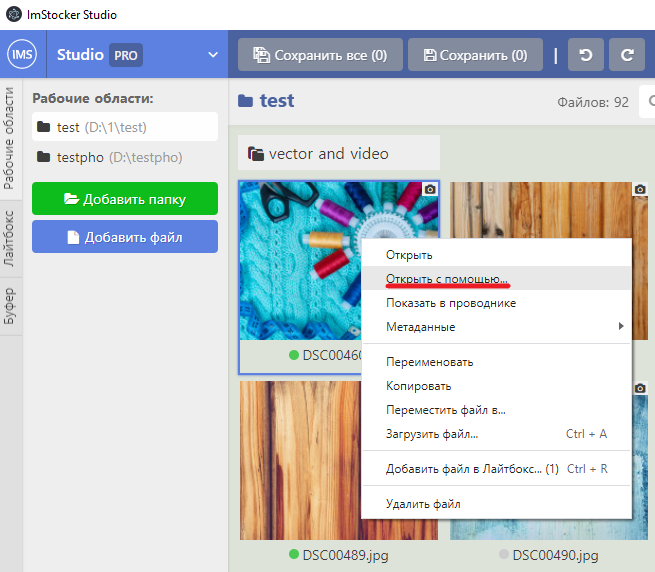 ImStocker Studio
IMS Studio PRO
Сохранить все (0)
Сохранить (0)
Рабочие области
Лайтбокс
Буфер
Рабочие области:
test (D:\1\test)
testpho (D:\testpho)
Добавить папку
Добавить файл
test
Файлов: 92
vector and video
DSC00460
Открыть
Открыть с помощью...
Показать в проводнике
Метаданные
Переименовать
Копировать
Переместить файл в...
Загрузить файл... Ctrl + A
Добавить файл в Лайтбокс... (1) Ctrl + R
Удалить файл
DSC00489.jpg
DSC00490.jpg